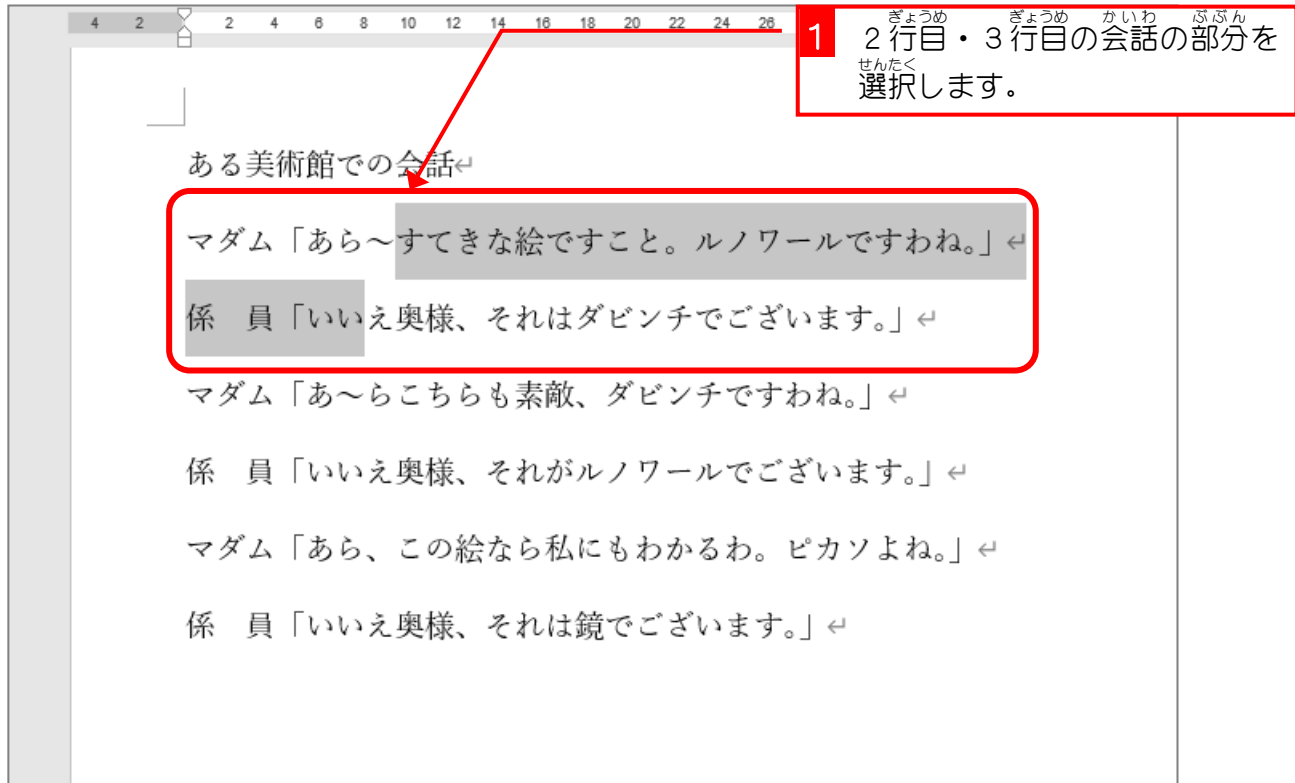 4 2 2 4 6 8 10 12 14 16 18 20 22 24 26
1
ぎょうめ ぎょうめ かいわ ぶぶん
2行目・3行目の会話の部分を
せんたく
選択します。
ある美術館での会話↵
マダム「あら～すてきな絵ですこと。ルノワールですわね。」↵
係　員「いいえ奥様、それはダビンチでございます。」↵
マダム「あ～らこちらも素敵、ダビンチですわね。」↵
係　員「いいえ奥様、それがルノワールでございます。」↵
マダム「あら、この絵なら私にもわかるわ。ピカソよね。」↵
係　員「いいえ奥様、それは鏡でございます。」↵